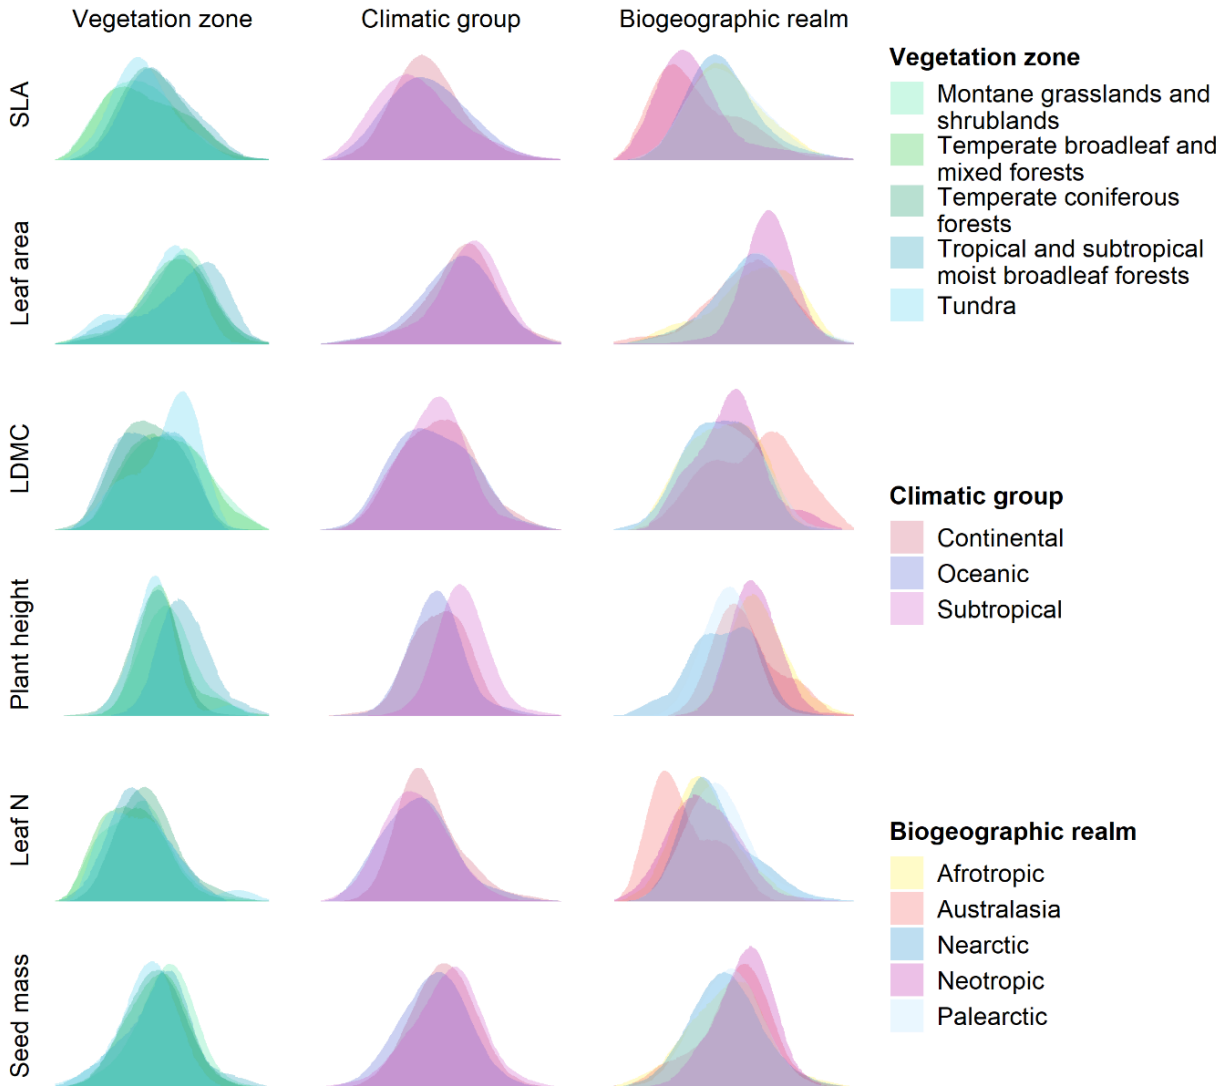 Vegetation zone
Climatic group
Biogeographic realm
SLA
Leaf area
LDMC
Plant height
Leaf N
Seed mass
Vegetation zone
Montane grasslands and
shrublands
Temperate broadleaf and
mixed forests
Temperate coniferous
forests
Tropical and subtropical
moist broadleaf forests
Tundra
Climatic group
Continental
Oceanic
Subtropical
Biogeographic realm
Afrotropic
Australasia
Nearctic
Neotropic
Palearctic